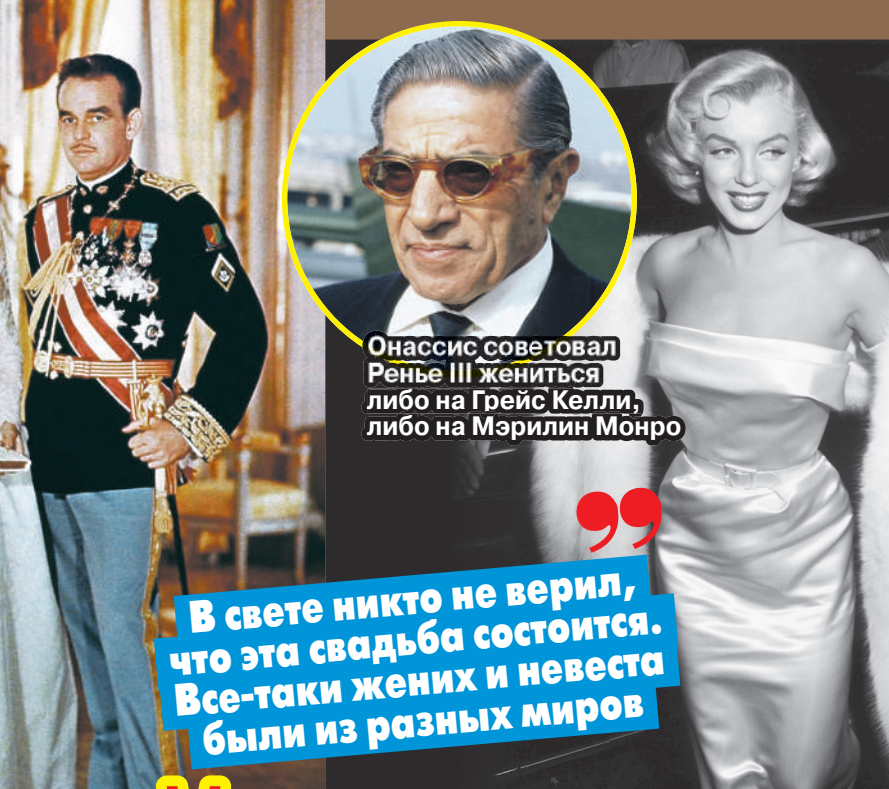 Онассис советовал
Ренье III жениться
либо на Грейс Келли,
либо на Мэрилин Монро
”
В свете никто не верил,
что эта свадьба состоится.
Все-таки жених и невеста
были из разных миров